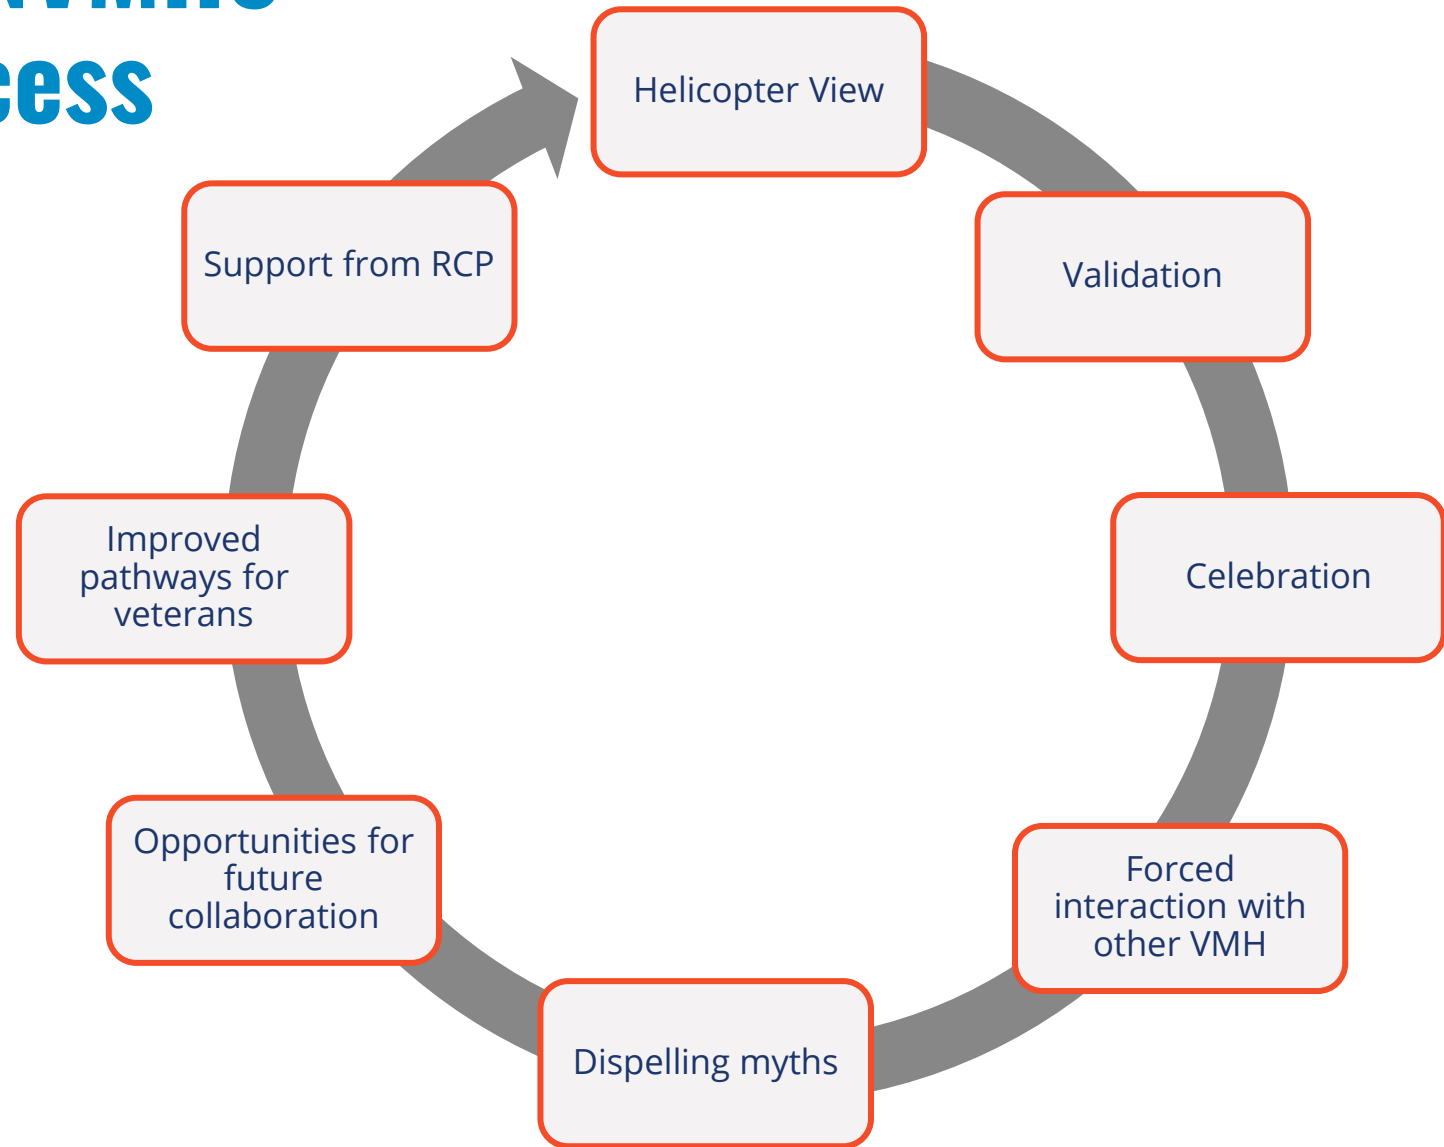 cess
Helicopter View
Validation
Celebration
Forced
interaction with
other VMH
Dispelling myths
Opportunities for
future
collaboration
Improved
pathways for
veterans
Support from RCP